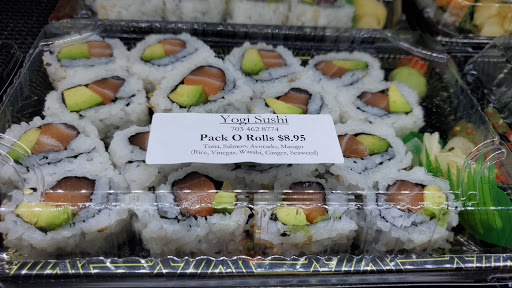 Yogi Sushi
703 462 8774
Pack O Rolls $8.95
Tuna, Salmon, Avocado, Masago
(Rice, Vinegar, Wasabi, Ginger, Seaweed)